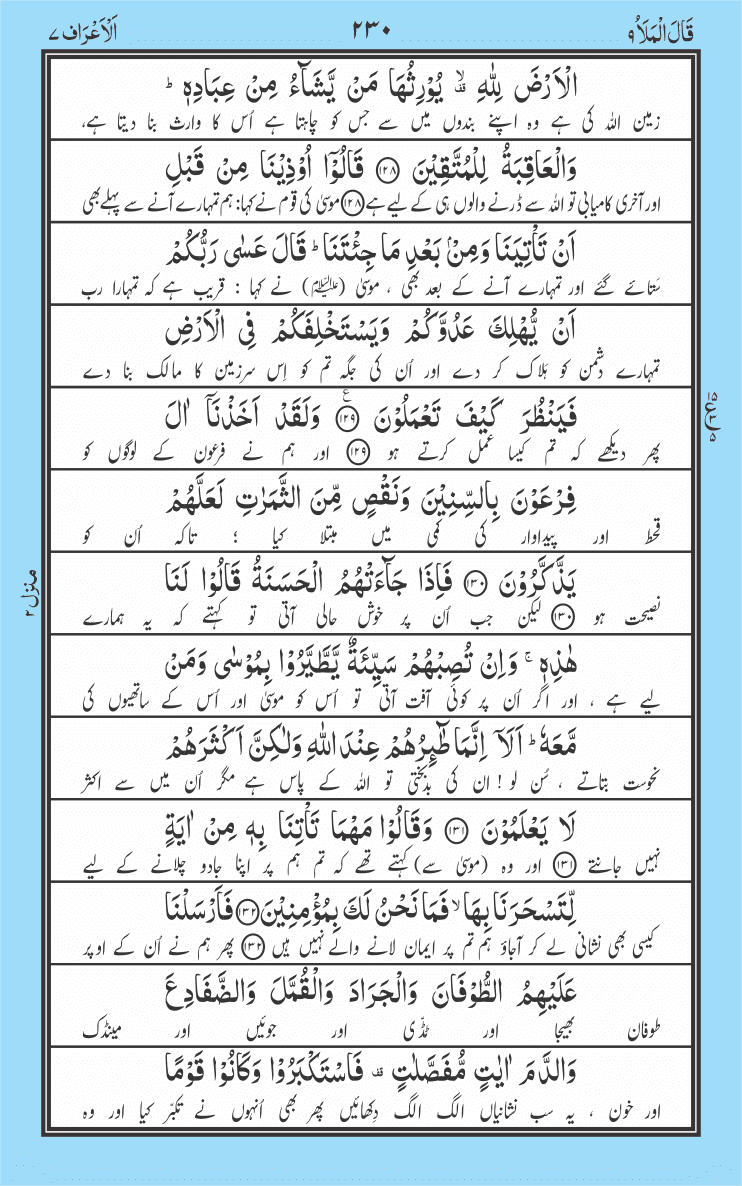 قَالَ الْمَلَاُ ۹
۲۳۰
اَلْاَعْرَاف ۷
الْاَرْضَ لِلّٰهِ ۙ۫ یُوْرِثُهَا مَنْ یَّشَآءُ مِنْ عِبَادِهٖ ؕ
زمین اللہ کی ہے وہ اپنے بندوں میں سے جس کو چاہتا ہے اُس کا وارث بنا دیتا ہے،
وَالْعَاقِبَةُ لِلْمُتَّقِیْنَ ﴿۱۲۸﴾ قَالُوْۤا اُوْذِیْنَا مِنْ قَبْلِ
اور آخری کامیابی تو اللہ سے ڈرنے والوں ہی کے لیے ہے ﴿۱۲۸﴾ موسیٰ کی قوم نے کہا: ہم تمہارے آنے سے پہلے بھی
اَنْ تَاْتِیَنَا وَمِنْۢ بَعْدِ مَا جِئْتَنَا ؕ قَالَ عَسٰی رَبُّكُمْ
ستائے گئے اور تمہارے آنے کے بعد بھی ، موسیٰ (علیہ السلام) نے کہا : قریب ہے کہ تمہارا رب
اَنْ یُّهْلِكَ عَدُوَّكُمْ وَیَسْتَخْلِفَكُمْ فِی الْاَرْضِ
تمہارے دشمن کو ہلاک کر دے اور اُن کی جگہ تم کو اِس سرزمین کا مالک بنا دے
فَیَنْظُرَ كَیْفَ تَعْمَلُوْنَ ﴿۱۲۹﴾ ع وَلَقَدْ اَخَذْنَاۤ اٰلَ
پھر دیکھے کہ تم کیسا عمل کرتے ہو ﴿۱۲۹﴾ اور ہم نے فرعون کے لوگوں کو
فِرْعَوْنَ بِالسِّنِیْنَ وَنَقْصٍ مِّنَ الثَّمَرٰتِ لَعَلَّهُمْ
قحط اور پیداوار کی کمی میں مبتلا کیا ؛ تاکہ اُن کو
یَذَّكَّرُوْنَ ﴿۱۳۰﴾ فَاِذَا جَآءَتْهُمُ الْحَسَنَةُ قَالُوْا لَنَا
نصیحت ہو ﴿۱۳۰﴾ لیکن جب اُن پر خوش حالی آتی تو کہتے کہ یہ ہمارے
هٰذِهٖ ۚ وَاِنْ تُصِبْهُمْ سَیِّئَةٌ یَّطَّیَّرُوْا بِمُوْسٰی وَمَنْ
لیے ہے ، اور اگر اُن پر کوئی آفت آتی تو اُس کو موسیٰ اور اُس کے ساتھیوں کی
مَّعَهٗ ؕ اَلَاۤ اِنَّمَا طٰٓىِٕرُهُمْ عِنْدَ اللّٰهِ وَلٰكِنَّ اَكْثَرَهُمْ
نحوست بتاتے ، سُن لو ! ان کی بدبختی تو اللہ کے پاس ہے مگر اُن میں سے اکثر
لَا یَعْلَمُوْنَ ﴿۱۳۱﴾ وَقَالُوْا مَهْمَا تَاْتِنَا بِهٖ مِنْ اٰیَةٍ
نہیں جانتے ﴿۱۳۱﴾ اور وہ (موسیٰ سے) کہتے تھے کہ تم ہم پر اپنا جادو چلانے کے لیے
لِّتَسْحَرَنَا بِهَا ۙ فَمَا نَحْنُ لَكَ بِمُؤْمِنِیْنَ ﴿۱۳۲﴾ فَاَرْسَلْنَا
کیسی بھی نشانی لے کر آجاؤ ہم تم پر ایمان لانے والے نہیں ہیں ﴿۱۳۲﴾ پھر ہم نے اُن کے اوپر
عَلَیْهِمُ الطُّوْفَانَ وَالْجَرَادَ وَالْقُمَّلَ وَالضَّفَادِعَ
طوفان بھیجا اور ٹڈّی اور جوئیں اور مینڈک
وَالدَّمَ اٰیٰتٍ مُّفَصَّلٰتٍ ۫ فَاسْتَكْبَرُوْا وَكَانُوْا قَوْمًا
اور خون ، یہ سب نشانیاں الگ الگ دِکھائیں پھر بھی اُنہوں نے تکبّر کیا اور وہ
منزل ۲